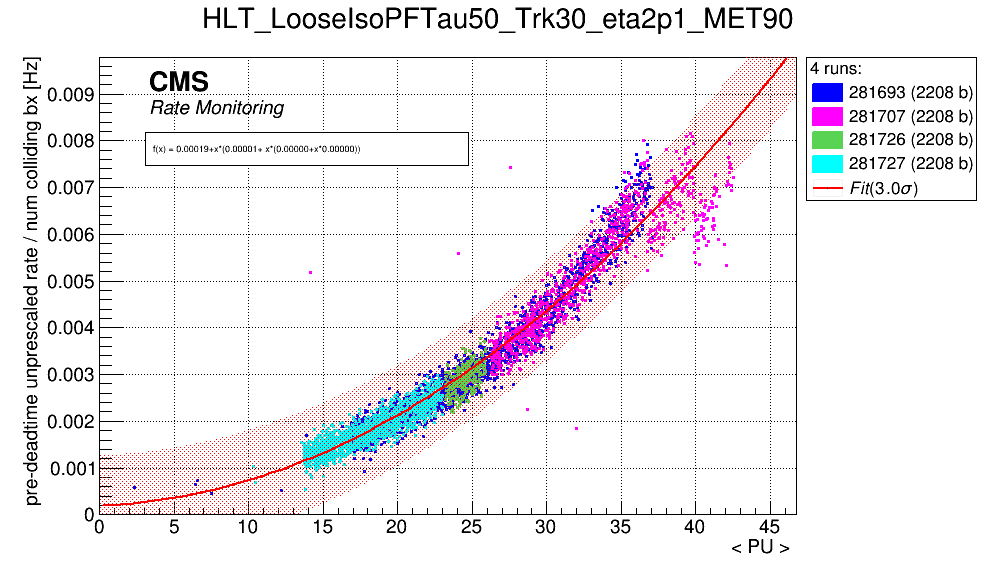 HLT_LooseIsoPFTau50_Trk30_eta2p1_MET90
pre-deadtime unprescaled rate / num colliding bx [Hz]
CMS
Rate Monitoring
f(x) = 0.00019+x*(0.00001+ x*(0.00000+x*0.00000))
4 runs:
281693 (2208 b)
281707 (2208 b)
281726 (2208 b)
281727 (2208 b)
Fit(3.0σ)
0.009
0.008
0.007
0.006
0.005
0.004
0.003
0.002
0.001
0
0 5 10 15 20 25 30 35 40 45
< PU >